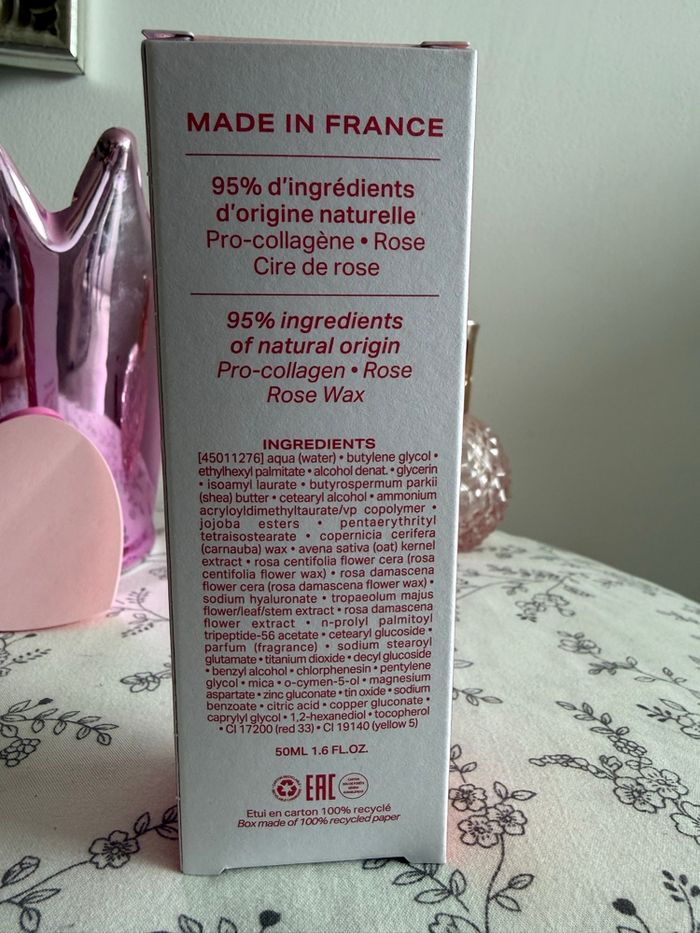 MADE IN FRANCE
95% d'ingrédients
d'origine naturelle
Pro-collagène • Rose
Cire de rose
95% ingredients
of natural origin
Pro-collagen • Rose
Rose Wax
INGREDIENTS
[45011276] aqua (water) • butylene glycol •
ethylhexyl palmitate • alcohol denat. • glycerin
• isoamyl laurate • butyrospermum parkii
(shea) butter • cetearyl alcohol • ammonium
acryloyldimethyltaurate/vp copolymer •
jojoba esters • pentaerythrityl
tetraisostearate • copernicia cerifera
(carnauba) wax • avena sativa (oat) kernel
extract • rosa centifolia flower cera (rosa
centifolia flower wax) • rosa damascena
flower cera (rosa damascena flower wax) •
sodium hyaluronate • tropaeolum majus
flower/leaf/stem extract • rosa damascena
flower extract • n-prolyl palmitoyl
tripeptide-56 acetate • cetearyl glucoside •
parfum (fragrance) • sodium stearoyl
glutamate • titanium dioxide • decyl glucoside
• benzyl alcohol • chlorphenesin • pentylene
glycol • mica • o-cymen-5-ol • magnesium
aspartate • zinc gluconate • tin oxide • sodium
benzoate • citric acid • copper gluconate •
caprylyl glycol • 1,2-hexanediol • tocopherol
• CI 17200 (red 33) • CI 19140 (yellow 5)
50ML 1.6 FL.OZ.
EAC
Etui en carton 100% recyclé
Box made of 100% recycled paper